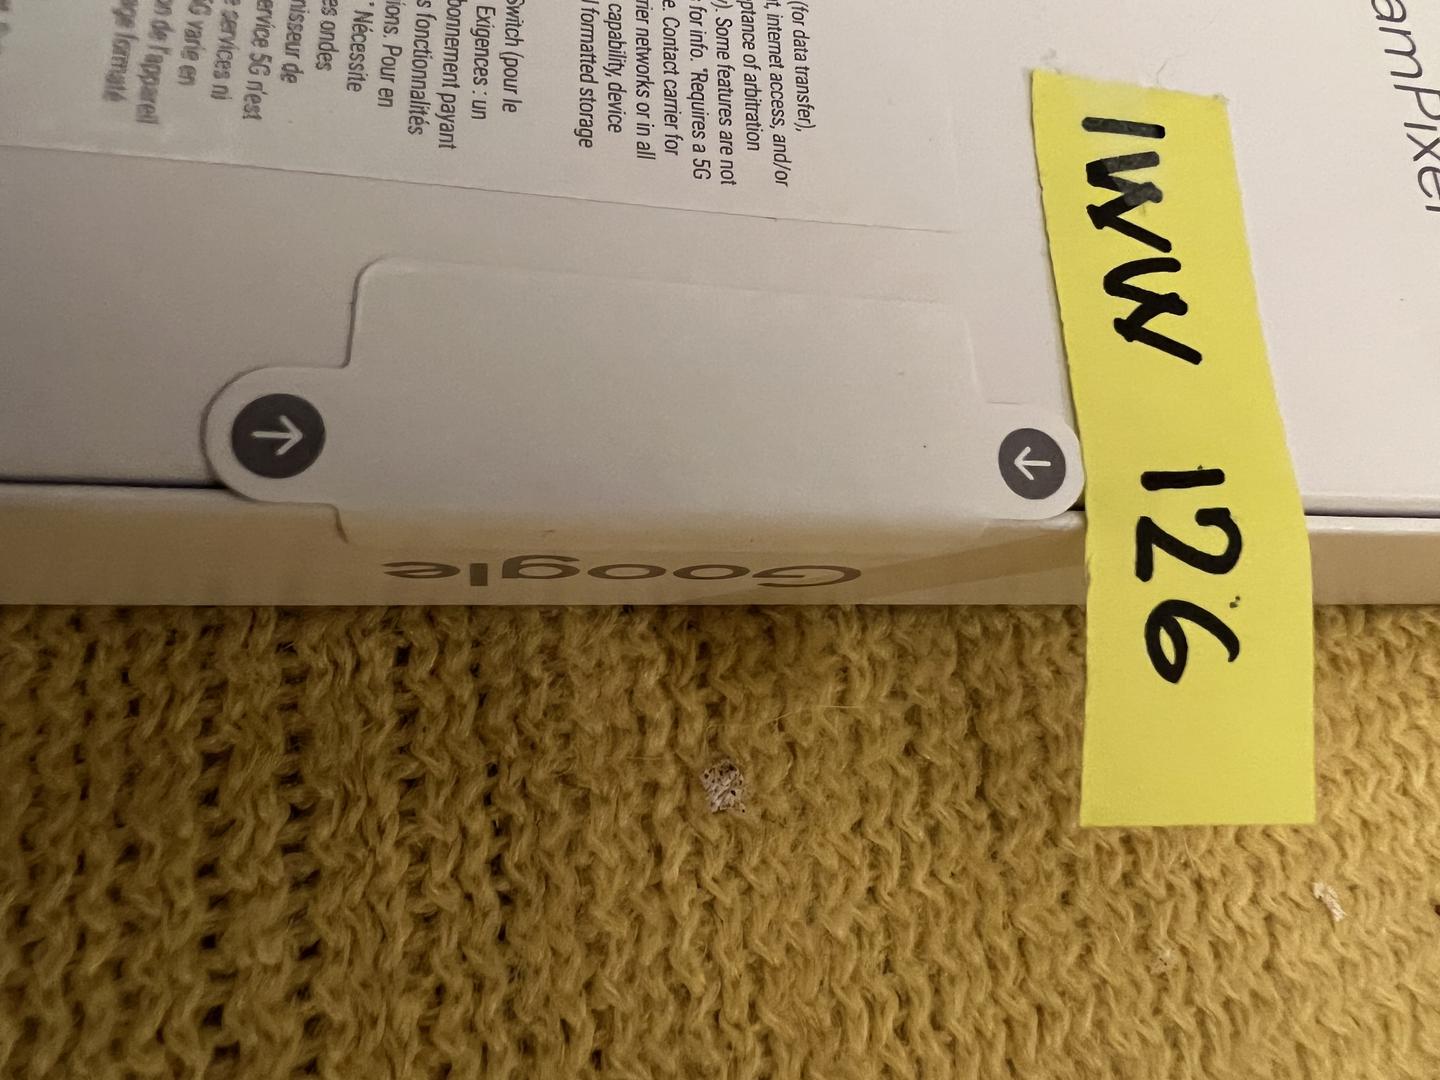 (for data transfer),
t, internet access, and/or
ptance of arbitration
). Some features are not
for info. Requires a 5G
e. Contact carrier for
rier networks or in all
capability, device
formatted storage
Switch (pour le
Exigences : un
bonnement payant
s fonctionnalités
ions. Pour en
* Nécessite
es ondes
nisseur de
ervice 5G n'est
e services ni
5G varie en
on de l'appareil
age formaté
amPixel
IWW 126
Google